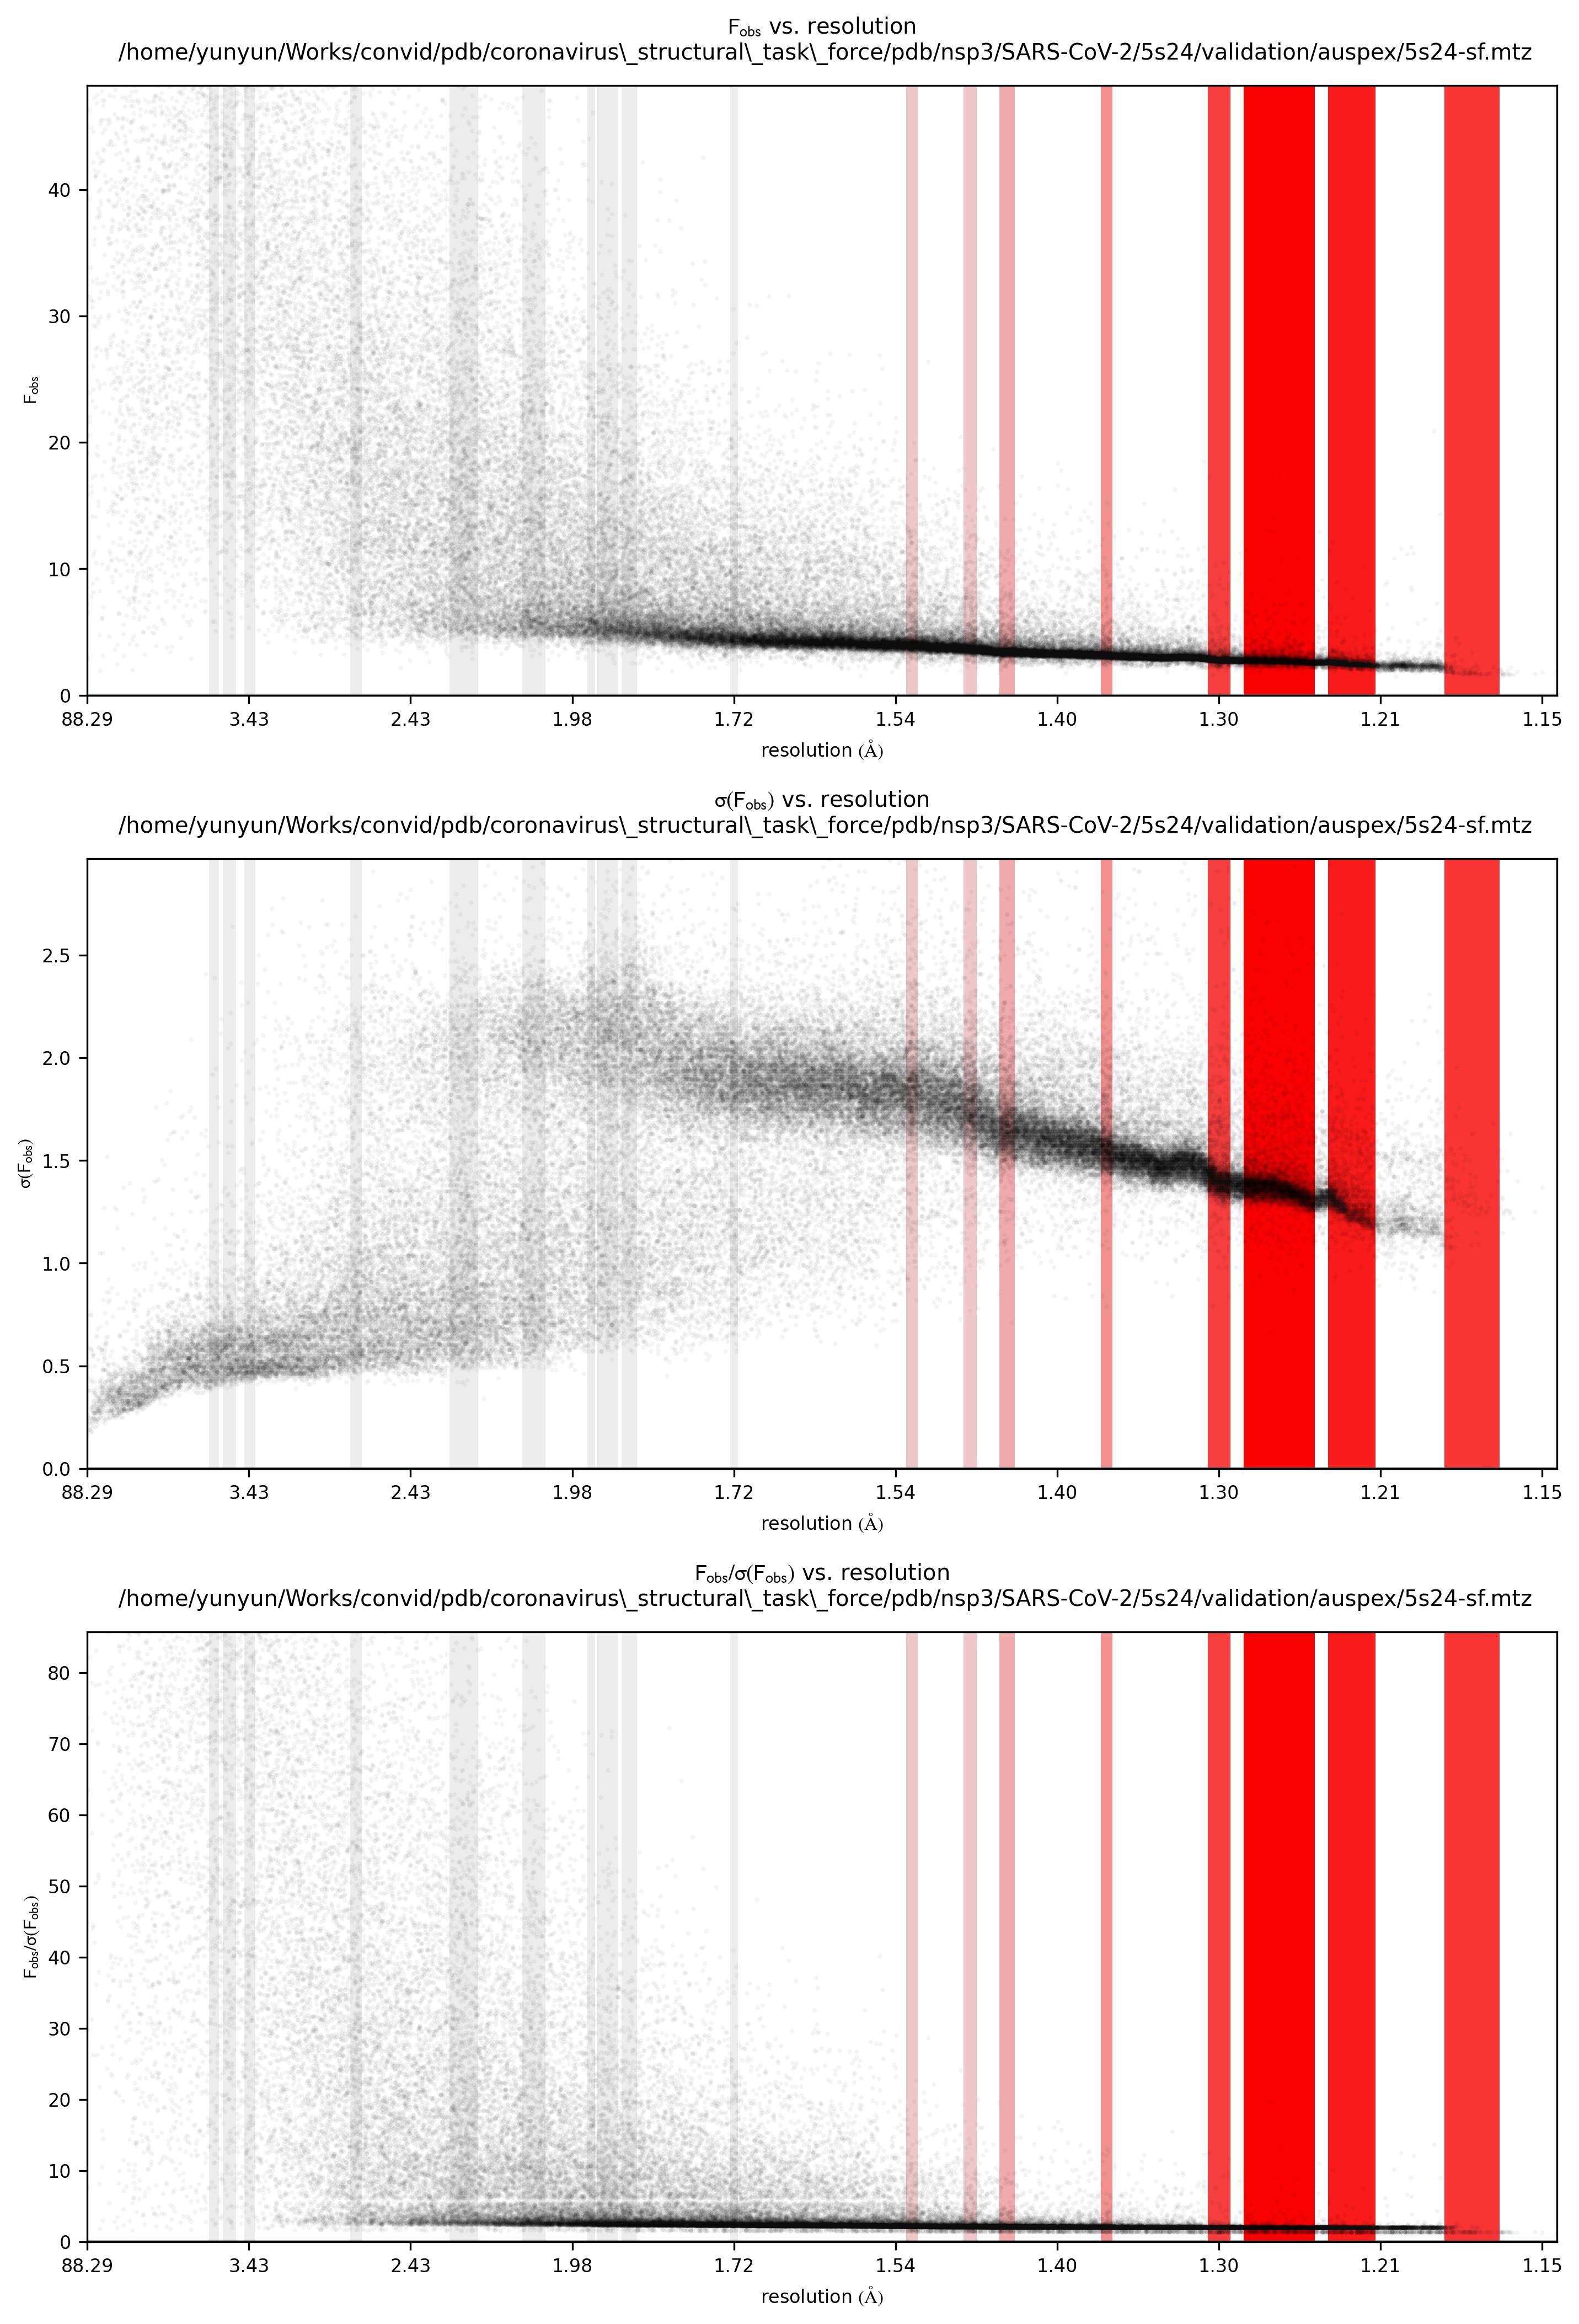 Fobs vs. resolution
/home/yunyun/Works/convid/pdb/coronavirus\_structural\_task\_force/pdb/nsp3/SARS-CoV-2/5s24/validation/auspex/5s24-sf.mtz
40
30
20
10
0
Fobs
88.29 3.43 2.43 1.98 1.72 1.54 1.40 1.30 1.21 1.15
resolution (Å)
σ(Fobs) vs. resolution
/home/yunyun/Works/convid/pdb/coronavirus\_structural\_task\_force/pdb/nsp3/SARS-CoV-2/5s24/validation/auspex/5s24-sf.mtz
2.5
2.0
1.5
1.0
0.5
0.0
σ(Fobs)
88.29 3.43 2.43 1.98 1.72 1.54 1.40 1.30 1.21 1.15
resolution (Å)
Fobs/σ(Fobs) vs. resolution
/home/yunyun/Works/convid/pdb/coronavirus\_structural\_task\_force/pdb/nsp3/SARS-CoV-2/5s24/validation/auspex/5s24-sf.mtz
80
70
60
50
40
30
20
10
0
Fobs/σ(Fobs)
88.29 3.43 2.43 1.98 1.72 1.54 1.40 1.30 1.21 1.15
resolution (Å)